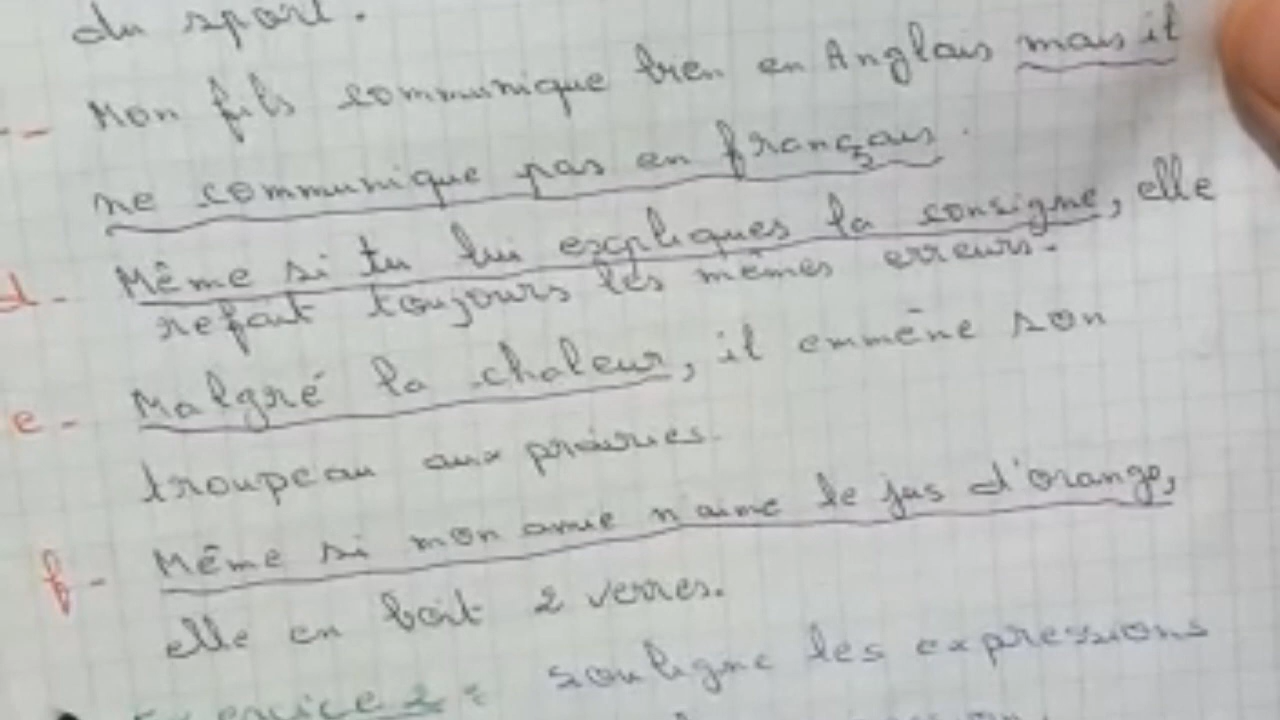 du sport.
- Mon fils communique bien en Anglais mais il
ne communique pas en français.
d- Même si tu lui expliques la consigne, elle
refait toujours les mêmes erreurs.
e- Malgré la chaleur, il emmène son
troupeau aux prairies.
f- Même si mon amie n'aime le jus d'orange,
elle en boit 2 verres.
Exercice 2: souligne les expressions